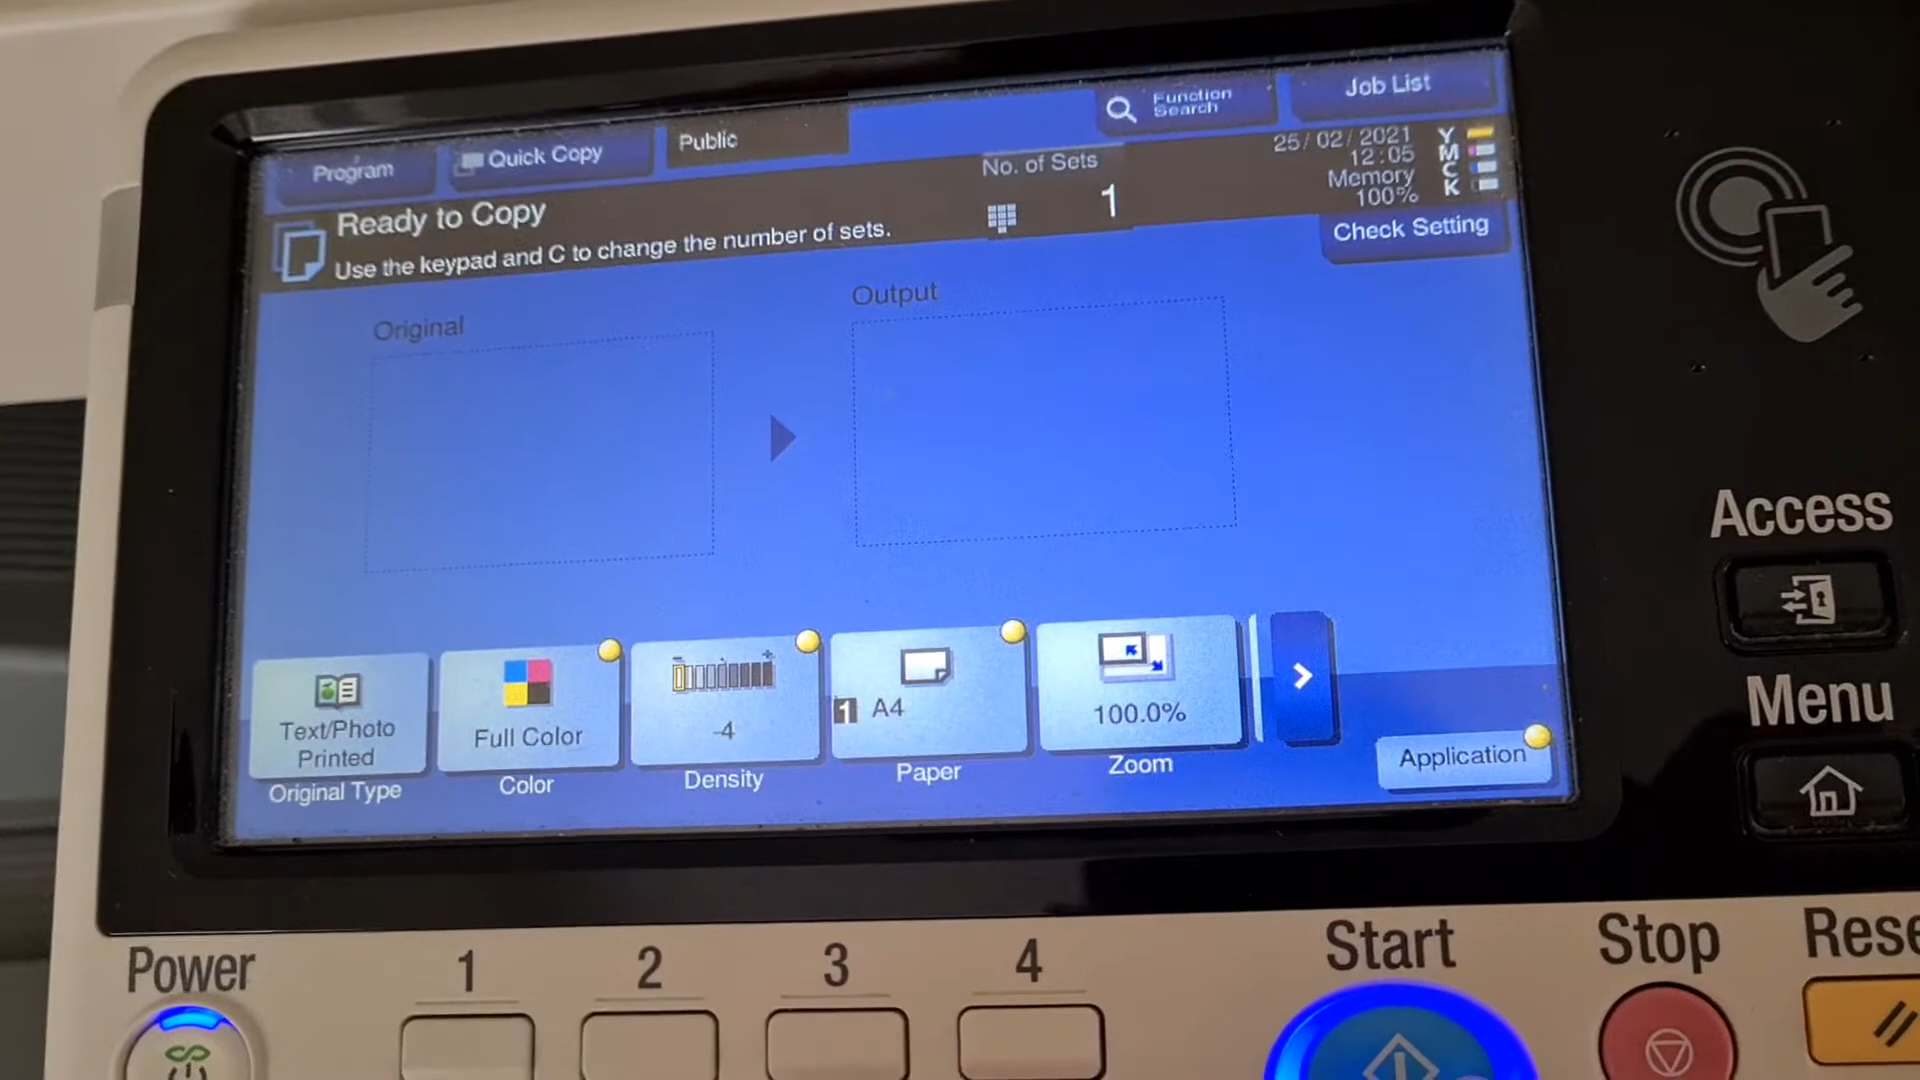 Program
Quick Copy
Public
Function
Search
Job List
Ready to Copy
Use the keypad and C to change the number of sets.
No. of Sets
1
25/02/2021
12:05
Memory
100%
Y
M
C
K
Check Setting
Original
Output
Text/Photo
Printed
Original Type
Full Color
Color
- +
-4
Density
1 A4
Paper
100.0%
Zoom
Application
Access
Menu
Power
1
2
3
4
Start
Stop
Rese